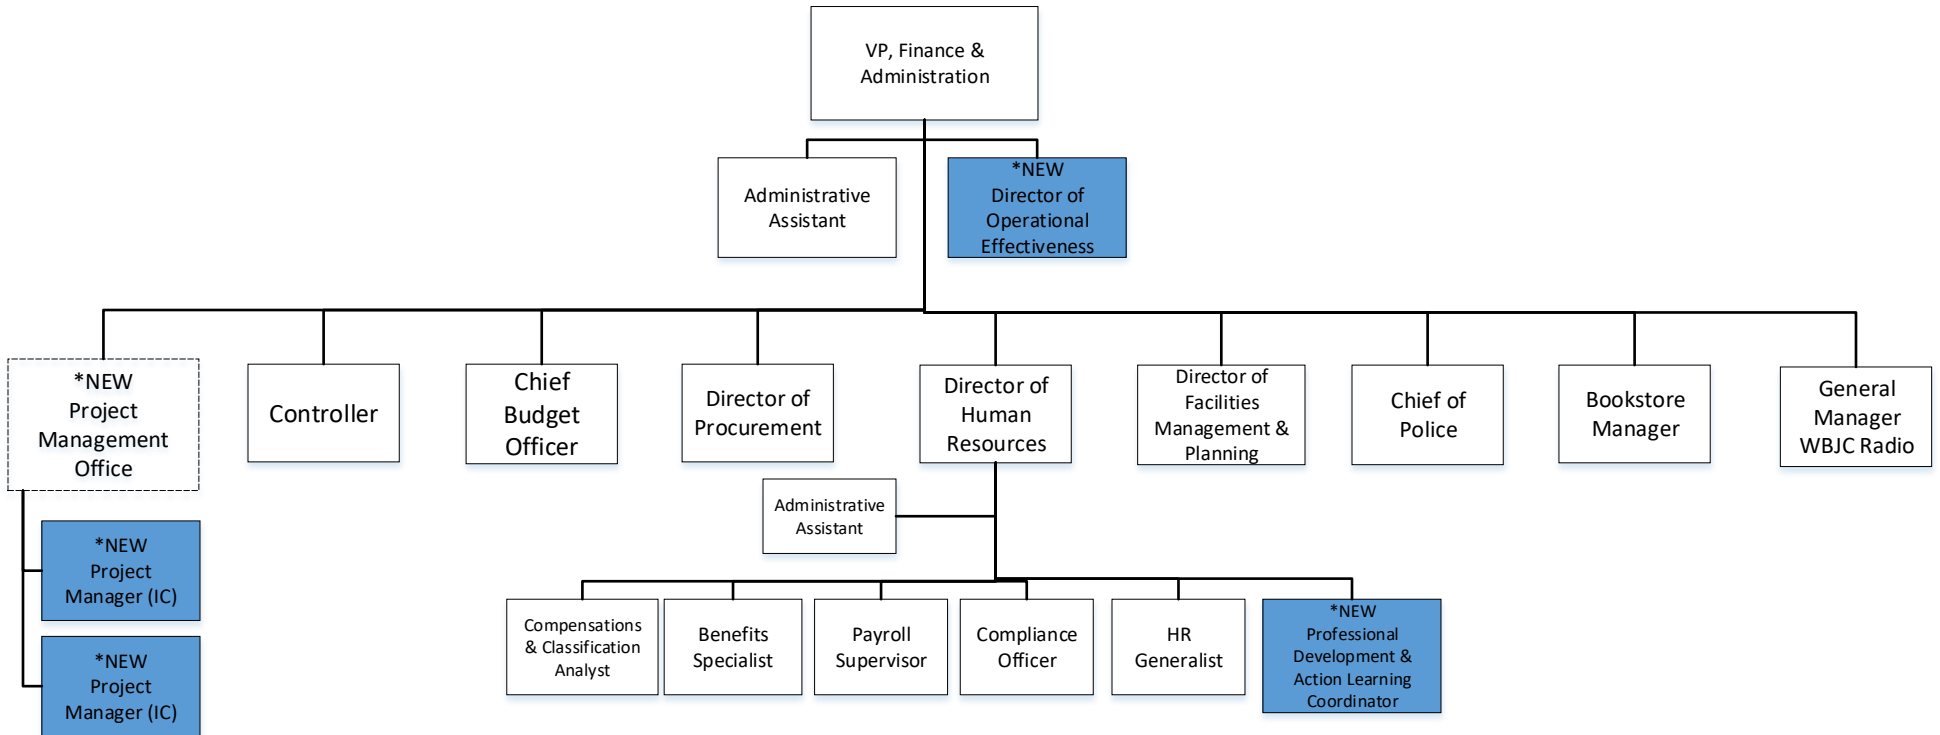 VP, Finance &
Administration
Administrative
Assistant
*NEW
Director of
Operational
Effectiveness
*NEW
Project
Management
Office
Controller
Chief
Budget
Officer
Director of
Procurement
Director of
Human
Resources
Director of
Facilities
Management &
Planning
Chief of
Police
Bookstore
Manager
General
Manager
WBJC Radio
Administrative
Assistant
*NEW
Project
Manager (IC)
*NEW
Project
Manager (IC)
Compensations
& Classification
Analyst
Benefits
Specialist
Payroll
Supervisor
Compliance
Officer
HR
Generalist
*NEW
Professional
Development &
Action Learning
Coordinator